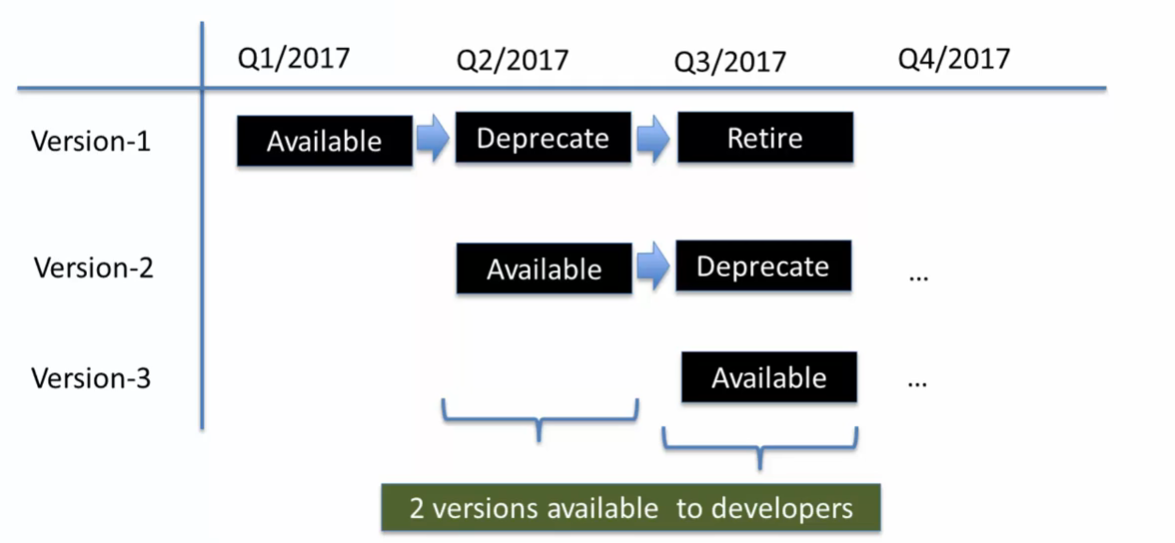 Q1/2017 Q2/2017 Q3/2017 Q4/2017
Version-1 Available Deprecate Retire
Version-2 Available Deprecate ...
Version-3 Available ...
2 versions available to developers